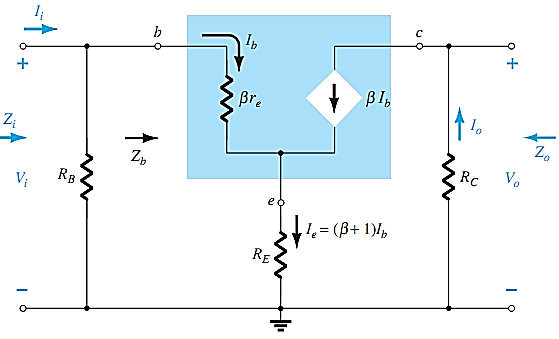 I_i
b
c
+
I_b
+
βr_e
βI_b
Z_i
Z_b
I_o
Z_o
V_i
R_B
R_C
V_o
e
I_e = (β + 1)I_b
R_E
−
−